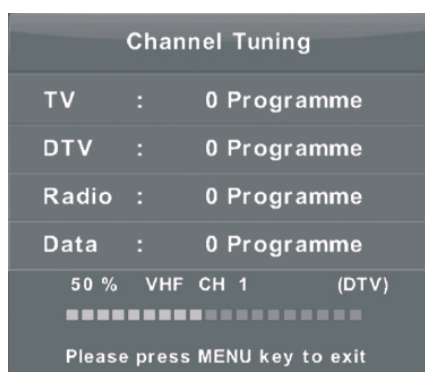 Channel Tuning
TV : 0 Programme
DTV : 0 Programme
Radio : 0 Programme
Data : 0 Programme
50 % VHF CH 1 (DTV)
Please press MENU key to exit